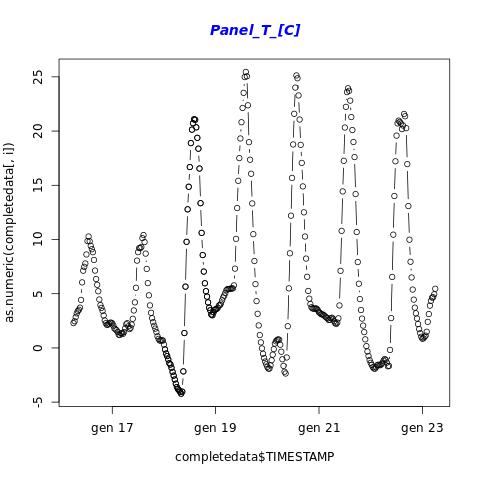 Panel_T_[C]
as.numeric(completedata[, i])
25
20
15
10
5
0
-5
gen 17
gen 19
gen 21
gen 23
completedata$TIMESTAMP